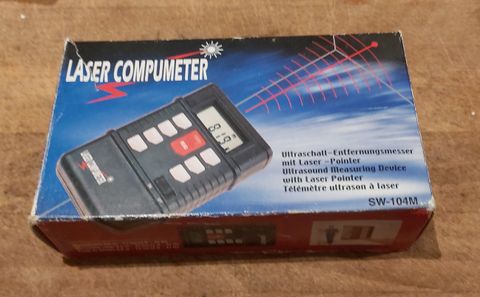 LASER COMPUMETER
Ultraschall-Entfernungsmesser
mit Laser -Pointer
Ultrasound Measuring Device
with Laser Pointer
Télémètre ultrason à laser
SW-104M